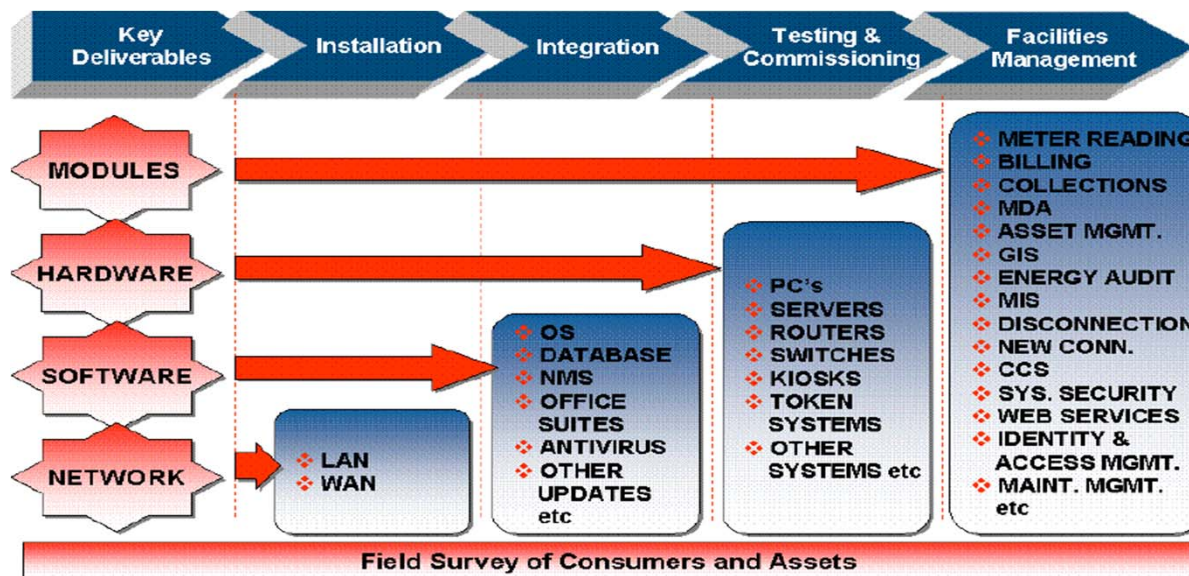 Key
Deliverables
Installation
Integration
Testing &
Commissioning
Facilities
Management
MODULES
HARDWARE
SOFTWARE
NETWORK
LAN
WAN
OS
DATABASE
NMS
OFFICE
SUITES
ANTIVIRUS
OTHER
UPDATES
etc
PC's
SERVERS
ROUTERS
SWITCHES
KIOSKS
TOKEN
SYSTEMS
OTHER
SYSTEMS etc
METER READING
BILLING
COLLECTIONS
MDA
ASSET MGMT.
GIS
ENERGY AUDIT
MIS
DISCONNECTION
NEW CONN.
CCS
SYS. SECURITY
WEB SERVICES
IDENTITY &
ACCESS MGMT.
MAINT. MGMT.
etc
Field Survey of Consumers and Assets